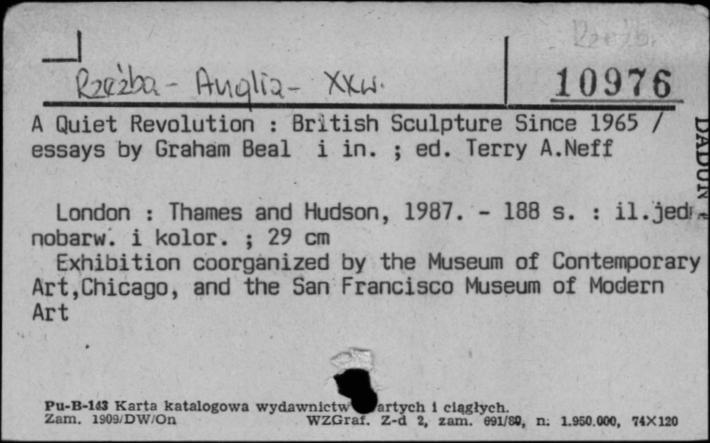 Rzeźb.
Rzeźba - Anglia - XXw.
10976
A Quiet Revolution : British Sculpture Since 1965 /
essays by Graham Beal i in. ; ed. Terry A.Neff
London : Thames and Hudson, 1987. - 188 s. : il.jed-
nobarw. i kolor. ; 29 cm
Exhibition coorganized by the Museum of Contemporary
Art,Chicago, and the San Francisco Museum of Modern
Art
Pu-B-143 Karta katalogowa wydawnictw artych i ciągłych.
Zam. 1909/DW/On WZGraf. Z-d 2, zam. 691/80, n. 1.950.000, 74×120